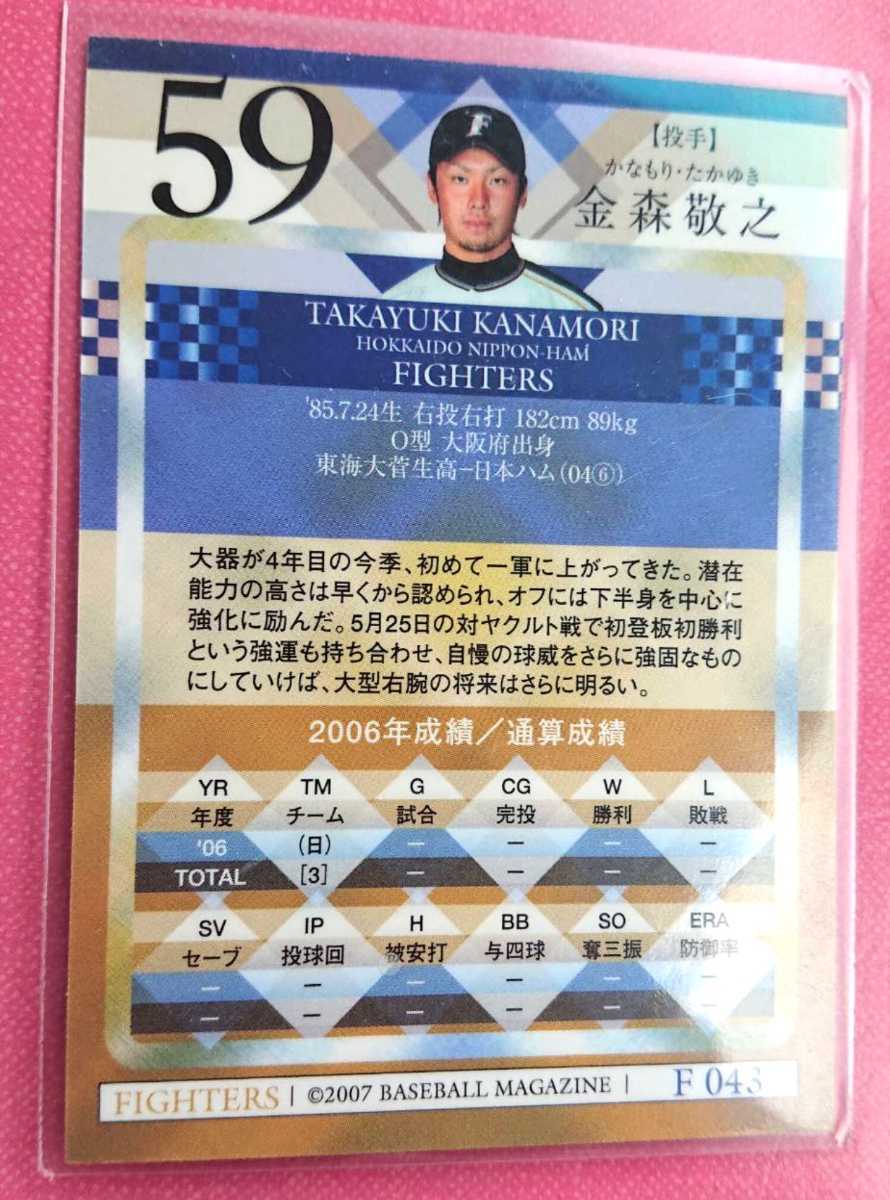 59
【投手】
かなもり・たかゆき
金森敬之
F
TAKAYUKI KANAMORI
HOKKAIDO NIPPON-HAM
FIGHTERS
'85.7.24生 右投右打 182cm 89kg
O型 大阪府出身
東海大菅生高−日本ハム(04⑥)
大器が4年目の今季、初めて一軍に上がってきた。潜在
能力の高さは早くから認められ、オフには下半身を中心に
強化に励んだ。5月25日の対ヤクルト戦で初登板初勝利
という強運も持ち合わせ、自慢の球威をさらに強固なもの
にしていけば、大型右腕の将来はさらに明るい。
2006年成績／通算成績
YR TM G CG W L
年度 チーム 試合 完投 勝利 敗戦
'06 (日) − − − −
TOTAL [3] − − − −
SV IP H BB SO ERA
セーブ 投球回 被安打 与四球 奪三振 防御率
− − − − − −
− − − − − −
FIGHTERS | ©2007 BASEBALL MAGAZINE | F 043